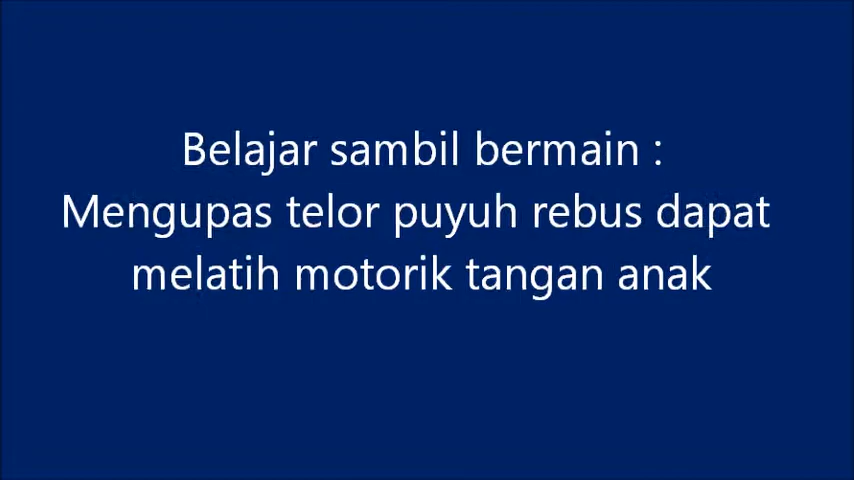 Belajar sambil bermain :
Mengupas telor puyuh rebus dapat
melatih motorik tangan anak